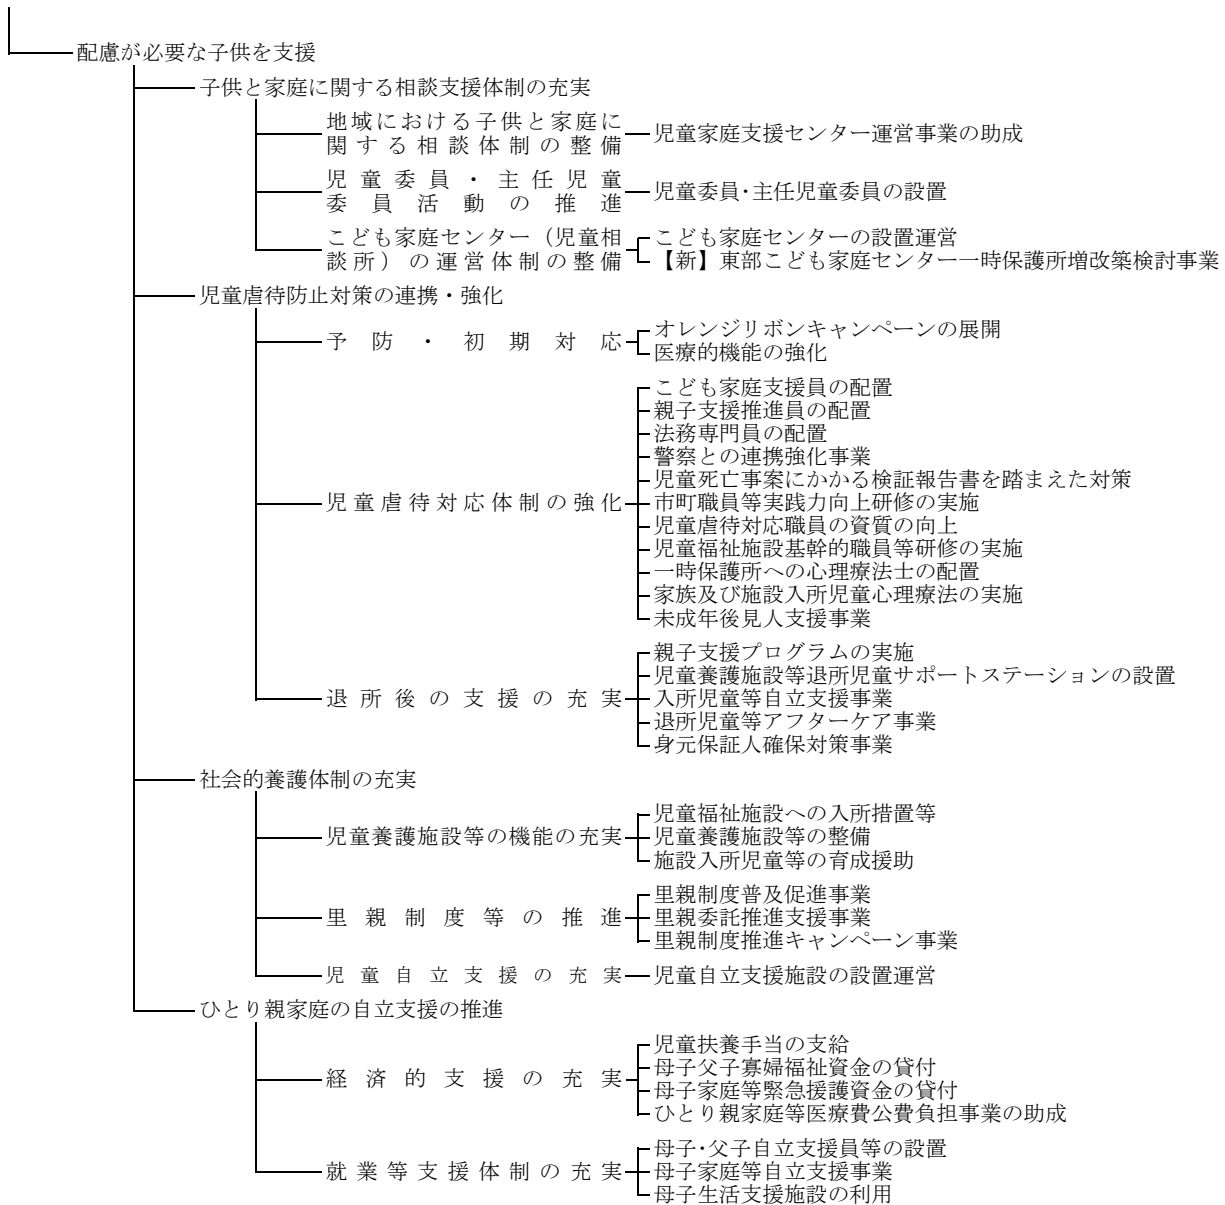 配慮が必要な子供を支援
子供と家庭に関する相談支援体制の充実
地域における子供と家庭に
関する相談体制の整備
児童家庭支援センター運営事業の助成
児童委員・主任児童
委員活動の推進
児童委員・主任児童委員の設置
こども家庭センター（児童相
談所）の運営体制の整備
こども家庭センターの設置運営
【新】東部こども家庭センター一時保護所増改築検討事業
児童虐待防止対策の連携・強化
予防・初期対応
オレンジリボンキャンペーンの展開
医療的機能の強化
児童虐待対応体制の強化
こども家庭支援員の配置
親子支援推進員の配置
法務専門員の配置
警察との連携強化事業
児童死亡事案にかかる検証報告書を踏まえた対策
市町職員等実践力向上研修の実施
児童虐待対応職員の資質の向上
児童福祉施設基幹的職員等研修の実施
一時保護所への心理療法士の配置
家族及び施設入所児童心理療法の実施
未成年後見人支援事業
退所後の支援の充実
親子支援プログラムの実施
児童養護施設等退所児童サポートステーションの設置
入所児童等自立支援事業
退所児童等アフターケア事業
身元保証人確保対策事業
社会的養護体制の充実
児童養護施設等の機能の充実
児童福祉施設への入所措置等
児童養護施設等の整備
施設入所児童等の育成援助
里親制度等の推進
里親制度普及促進事業
里親委託推進支援事業
里親制度推進キャンペーン事業
児童自立支援の充実
児童自立支援施設の設置運営
ひとり親家庭の自立支援の推進
経済的支援の充実
児童扶養手当の支給
母子父子寡婦福祉資金の貸付
母子家庭等緊急援護資金の貸付
ひとり親家庭等医療費公費負担事業の助成
就業等支援体制の充実
母子・父子自立支援員等の設置
母子家庭等自立支援事業
母子生活支援施設の利用